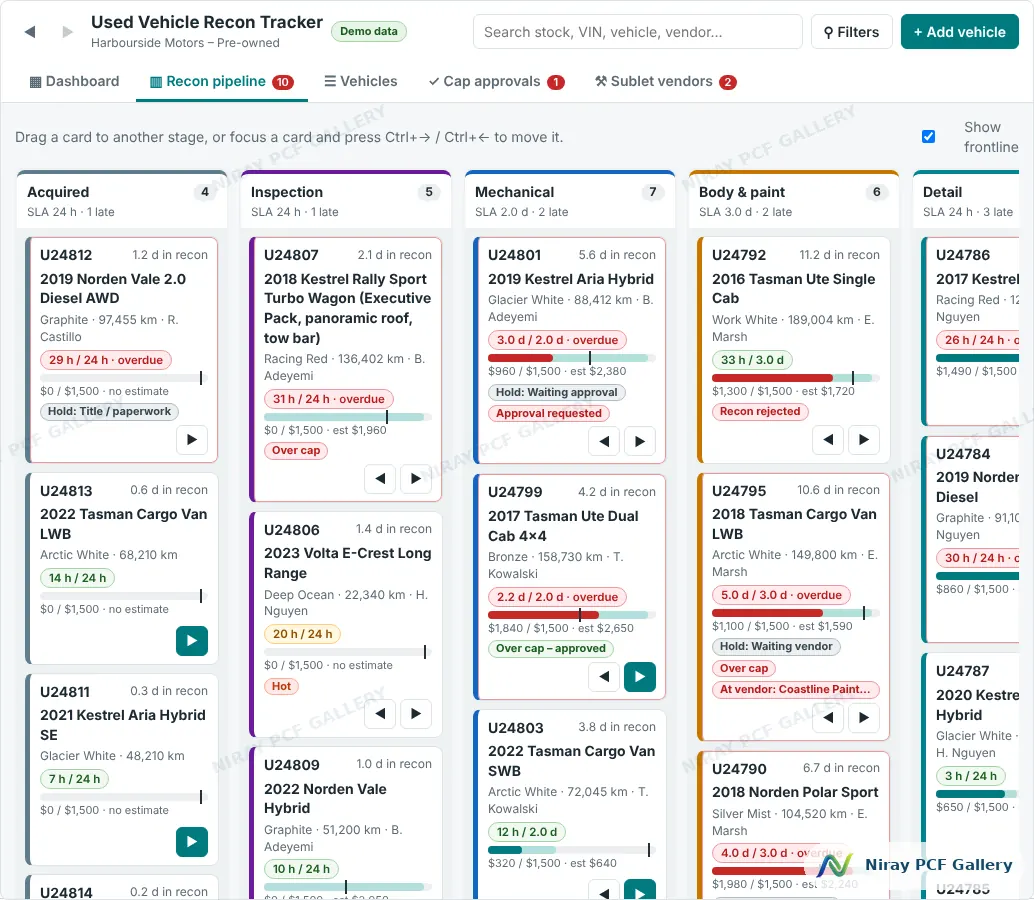 Used Vehicle Recon Tracker
Harbourside Motors – Pre-owned
Demo data
Search stock, VIN, vehicle, vendor...
Filters
+ Add vehicle
Dashboard
Recon pipeline 10
Vehicles
Cap approvals 1
Sublet vendors 2
Drag a card to another stage, or focus a card and press Ctrl+→ / Ctrl+← to move it.
Show
frontline
Acquired 4
SLA 24 h · 1 late
U24812 1.2 d in recon
2019 Norden Vale 2.0
Diesel AWD
Graphite · 97,455 km · R.
Castillo
29 h / 24 h · overdue
$0 / $1,500 · no estimate
Hold: Title / paperwork
U24813 0.6 d in recon
2022 Tasman Cargo Van
LWB
Arctic White · 68,210 km
14 h / 24 h
$0 / $1,500 · no estimate
U24811 0.3 d in recon
2021 Kestrel Aria Hybrid
SE
Glacier White · 48,210 km
7 h / 24 h
$0 / $1,500 · no estimate
U24814 0.2 d in recon
Inspection 5
SLA 24 h · 1 late
U24807 2.1 d in recon
2018 Kestrel Rally Sport
Turbo Wagon (Executive
Pack, panoramic roof,
tow bar)
Racing Red · 136,402 km · B.
Adeyemi
31 h / 24 h · overdue
$0 / $1,500 · est $1,960
Over cap
U24806 1.4 d in recon
2023 Volta E-Crest Long
Range
Deep Ocean · 22,340 km · H.
Nguyen
20 h / 24 h
$0 / $1,500 · no estimate
Hot
U24809 1.0 d in recon
2022 Norden Vale
Hybrid
Graphite · 51,200 km · B.
Adeyemi
10 h / 24 h
Mechanical 7
SLA 2.0 d · 2 late
U24801 5.6 d in recon
2019 Kestrel Aria Hybrid
Glacier White · 88,412 km · B.
Adeyemi
3.0 d / 2.0 d · overdue
$960 / $1,500 · est $2,380
Hold: Waiting approval
Approval requested
U24799 4.2 d in recon
2017 Tasman Ute Dual
Cab 4×4
Bronze · 158,730 km · T.
Kowalski
2.2 d / 2.0 d · overdue
$1,840 / $1,500 · est $2,650
Over cap – approved
U24803 3.8 d in recon
2022 Tasman Cargo Van
SWB
Arctic White · 72,045 km · T.
Kowalski
12 h / 2.0 d
$320 / $1,500 · est $640
Body & paint 6
SLA 3.0 d · 2 late
U24792 11.2 d in recon
2016 Tasman Ute Single
Cab
Work White · 189,004 km · E.
Marsh
33 h / 3.0 d
$1,300 / $1,500 · est $1,720
Recon rejected
U24795 10.6 d in recon
2018 Tasman Cargo Van
LWB
Arctic White · 149,800 km · E.
Marsh
5.0 d / 3.0 d · overdue
$1,100 / $1,500 · est $1,590
Hold: Waiting vendor
Over cap
At vendor: Coastline Paint...
U24790 6.7 d in recon
2018 Norden Polar Sport
Silver Mist · 104,520 km · E.
Marsh
4.0 d / 3.0 d · overdue
$1,980 / $1,500 · est $2,240
Detail
SLA 24 h · 3 late
U24786
2017 Kestrel
Racing Red · 12
Nguyen
26 h / 24 h · o
$1,490 / $1,500
U24784
2019 Norden
Diesel
Graphite · 91,10
Nguyen
30 h / 24 h · o
$860 / $1,500 ·
U24787
2020 Kestre
Hybrid
Glacier White ·
H. Nguyen
3 h / 24 h
$650 / $1,500 ·
U24785
Niray PCF Gallery
NIRAY PCF GALLERY